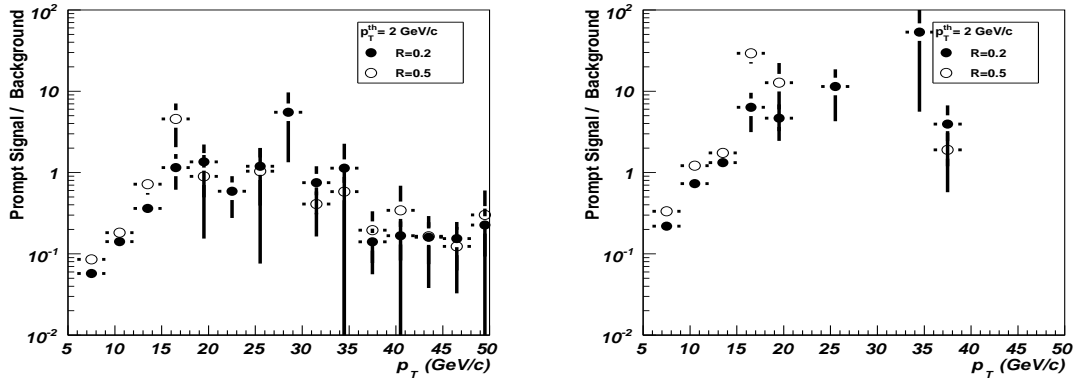 Prompt Signal / Background
10²
10
1
10⁻¹
10⁻²
p_T^th = 2 GeV/c
R=0.2
R=0.5
5 10 15 20 25 30 35 40 45 50
p_T (GeV/c)
Prompt Signal / Background
10²
10
1
10⁻¹
10⁻²
p_T^th = 2 GeV/c
R=0.2
R=0.5
5 10 15 20 25 30 35 40 45 50
p_T (GeV/c)